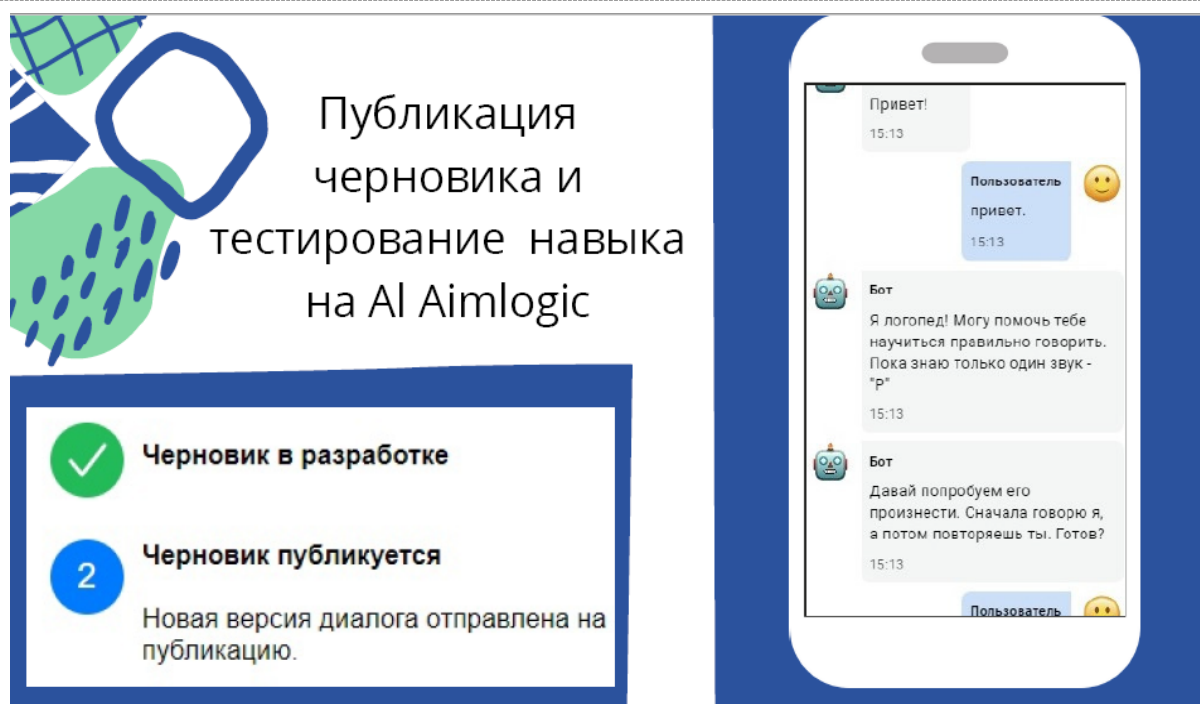 Публикация
черновика и
тестирование навыка
на Al Aimlogic
Черновик в разработке
2
Черновик публикуется
Новая версия диалога отправлена на
публикацию.
Привет!
15:13
Пользователь
привет.
15:13
Бот
Я логопед! Могу помочь тебе
научиться правильно говорить.
Пока знаю только один звук -
"Р"
15:13
Бот
Давай попробуем его
произнести. Сначала говорю я,
а потом повторяешь ты. Готов?
15:13
Пользователь